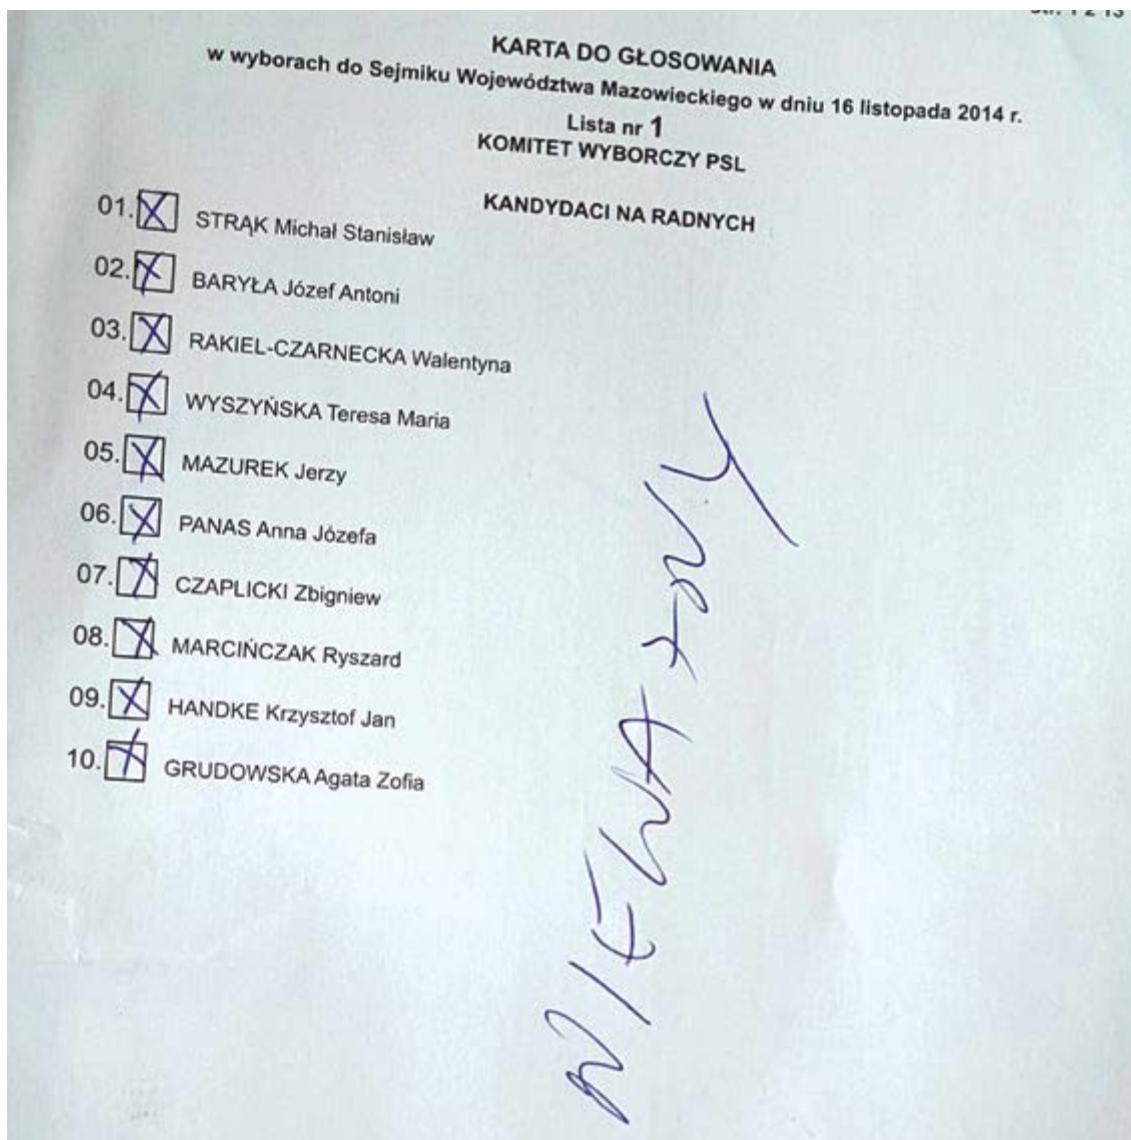 KARTA DO GŁOSOWANIA
w wyborach do Sejmiku Województwa Mazowieckiego w dniu 16 listopada 2014 r.
Lista nr 1
KOMITET WYBORCZY PSL
KANDYDACI NA RADNYCH
01. STRĄK Michał Stanisław
02. BARYŁA Józef Antoni
03. RAKIEL-CZARNECKA Walentyna
04. WYSZYŃSKA Teresa Maria
05. MAZUREK Jerzy
06. PANAS Anna Józefa
07. CZAPLICKI Zbigniew
08. MARCIŃCZAK Ryszard
09. HANDKE Krzysztof Jan
10. GRUDOWSKA Agata Zofia
NIEWAŻNY